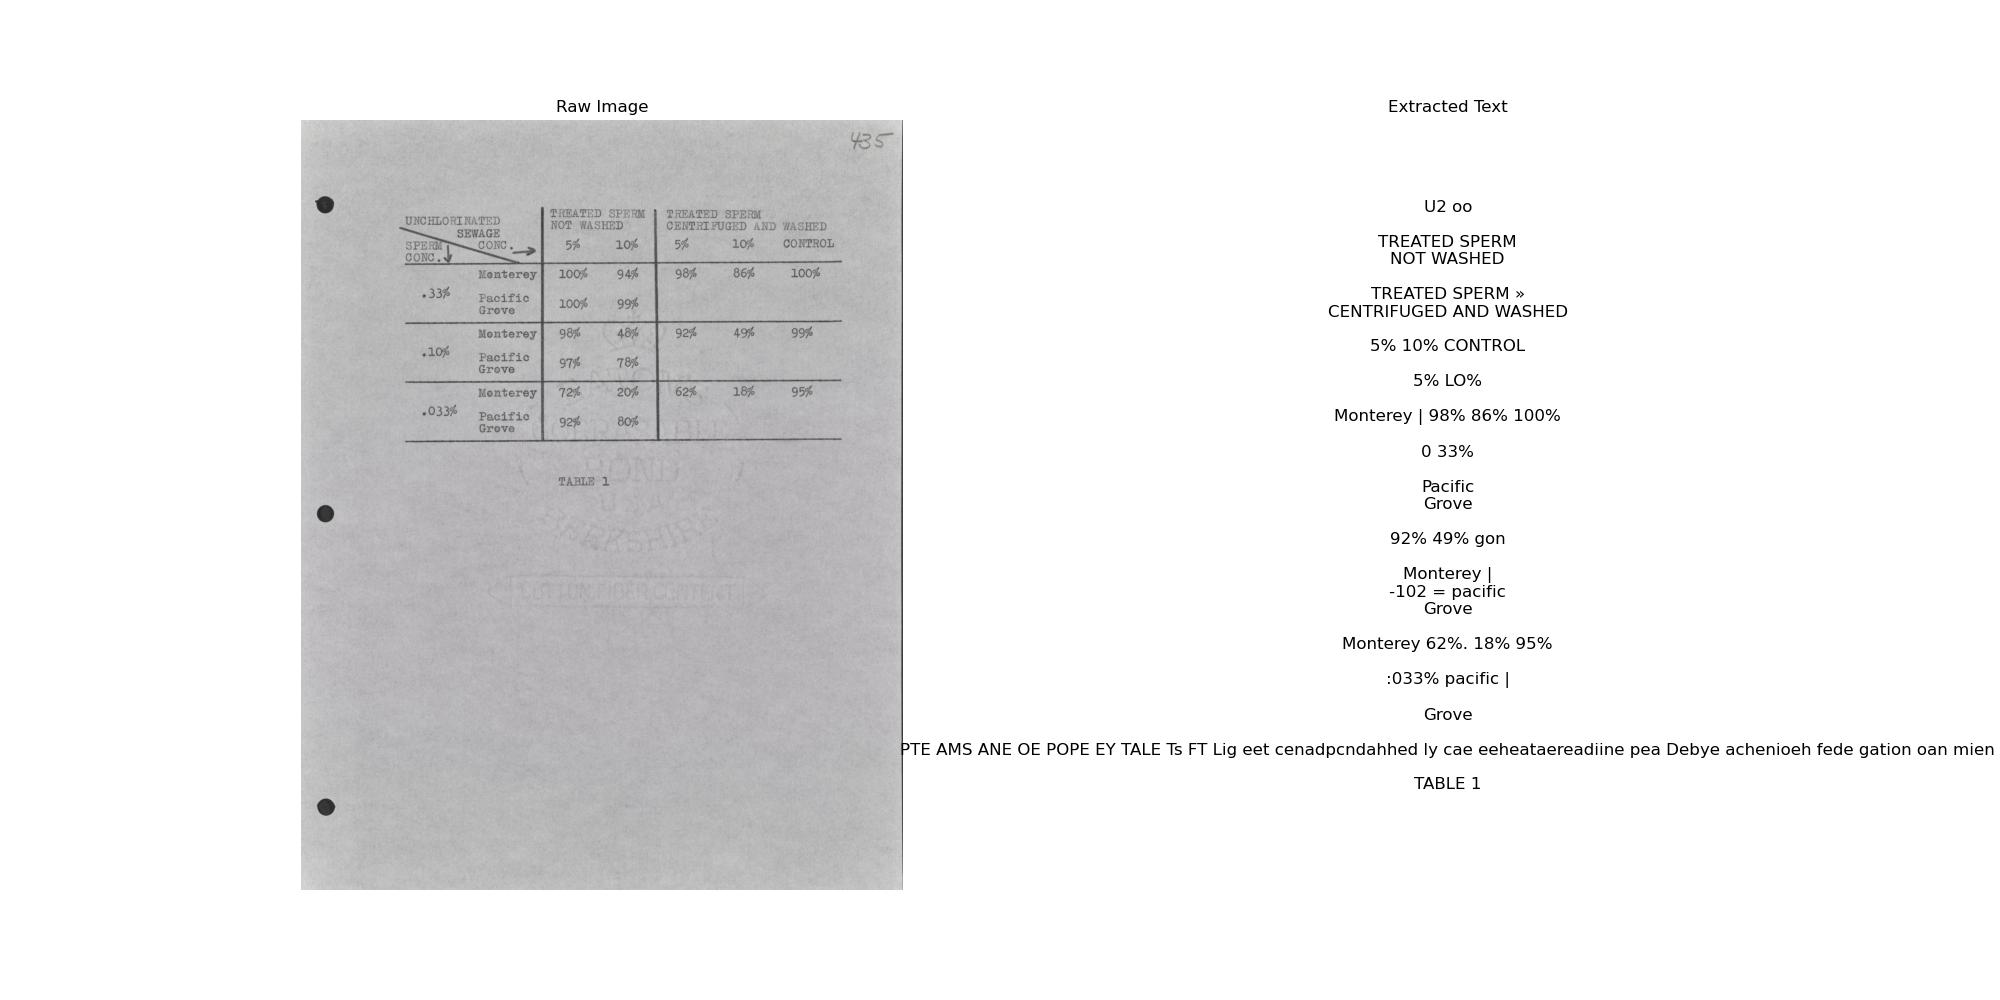 Raw Image
435
UNCHLORINATED
SEWAGE
CONC.
SPERM
CONC.
TREATED SPERM
NOT WASHED
5% 10%
TREATED SPERM
CENTRIFUGED AND WASHED
5% 10% CONTROL
.33%
Monterey 100% 94% 98% 86% 100%
Pacific
Grove 100% 99%
.10%
Monterey 98% 48% 92% 49% 99%
Pacific
Grove 97% 78%
.033%
Monterey 72% 20% 62% 18% 95%
Pacific
Grove 92% 80%
TABLE 1
BERKSHIRE
COTTON FIBER CONTENT
Extracted Text
U2 oo
TREATED SPERM
NOT WASHED
TREATED SPERM »
CENTRIFUGED AND WASHED
5% 10% CONTROL
5% LO%
Monterey | 98% 86% 100%
0 33%
Pacific
Grove
92% 49% gon
Monterey |
-102 = pacific
Grove
Monterey 62%. 18% 95%
:033% pacific |
Grove
PTE AMS ANE OE POPE EY TALE Ts FT Lig eet cenadpcndahhed ly cae eeheataereadiine pea Debye achenioeh fede gation oan mien
TABLE 1